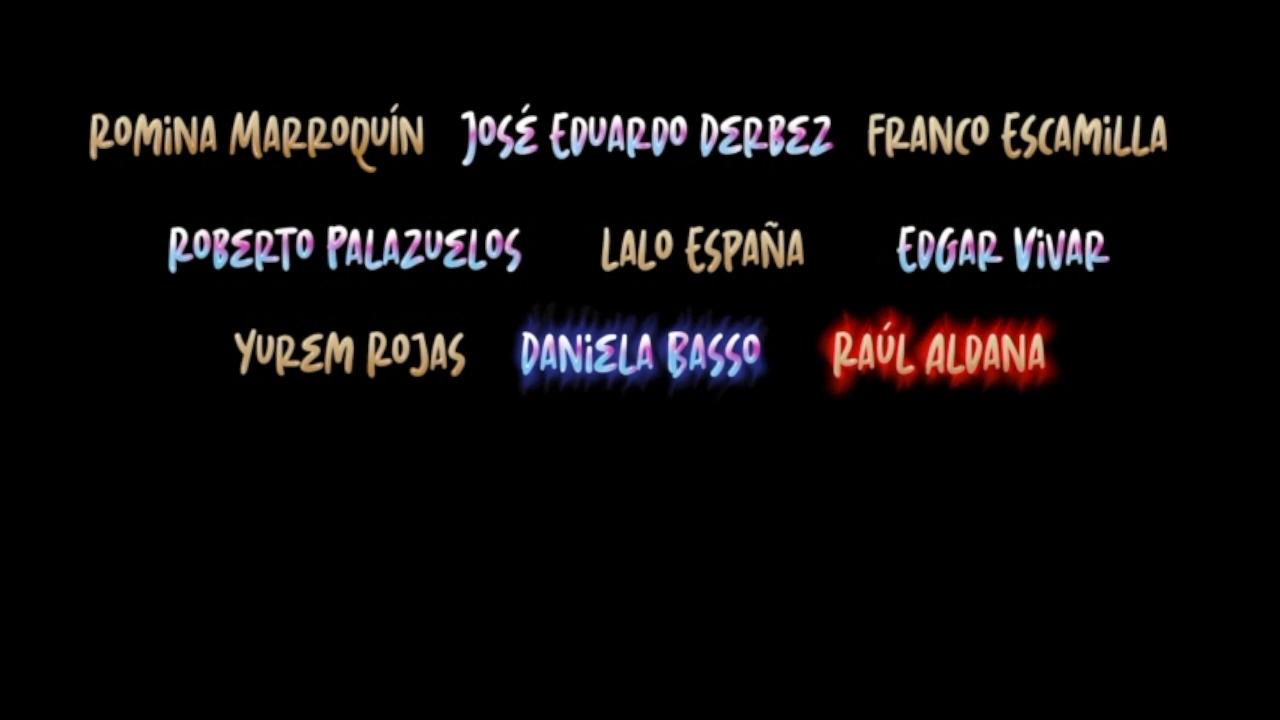 ROMiNA MARROQUÍN JOSÉ EDUARDO DERBEZ FRANCO ESCAMiLLA
ROBERTO PALAZUELOS LALO ESPAÑA EDGAR ViVAR
YUREM ROJAS DANiELA BASSO RAÚL ALDANA